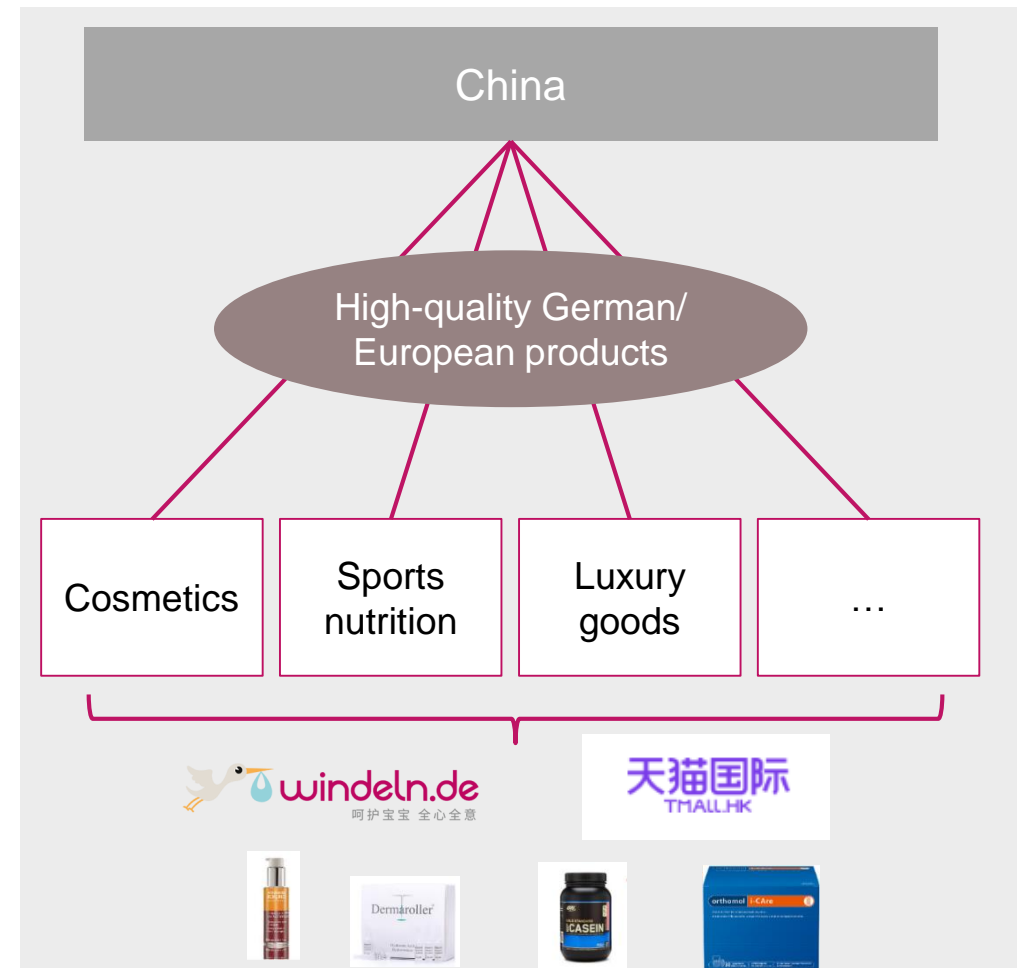 China
High-quality German/
European products
Cosmetics
Sports
nutrition
Luxury
goods
…
windeln.de
呵护宝宝 全心全意
天猫国际
TMALL.HK
Dermaroller
CASEIN
orthomol i-CAre